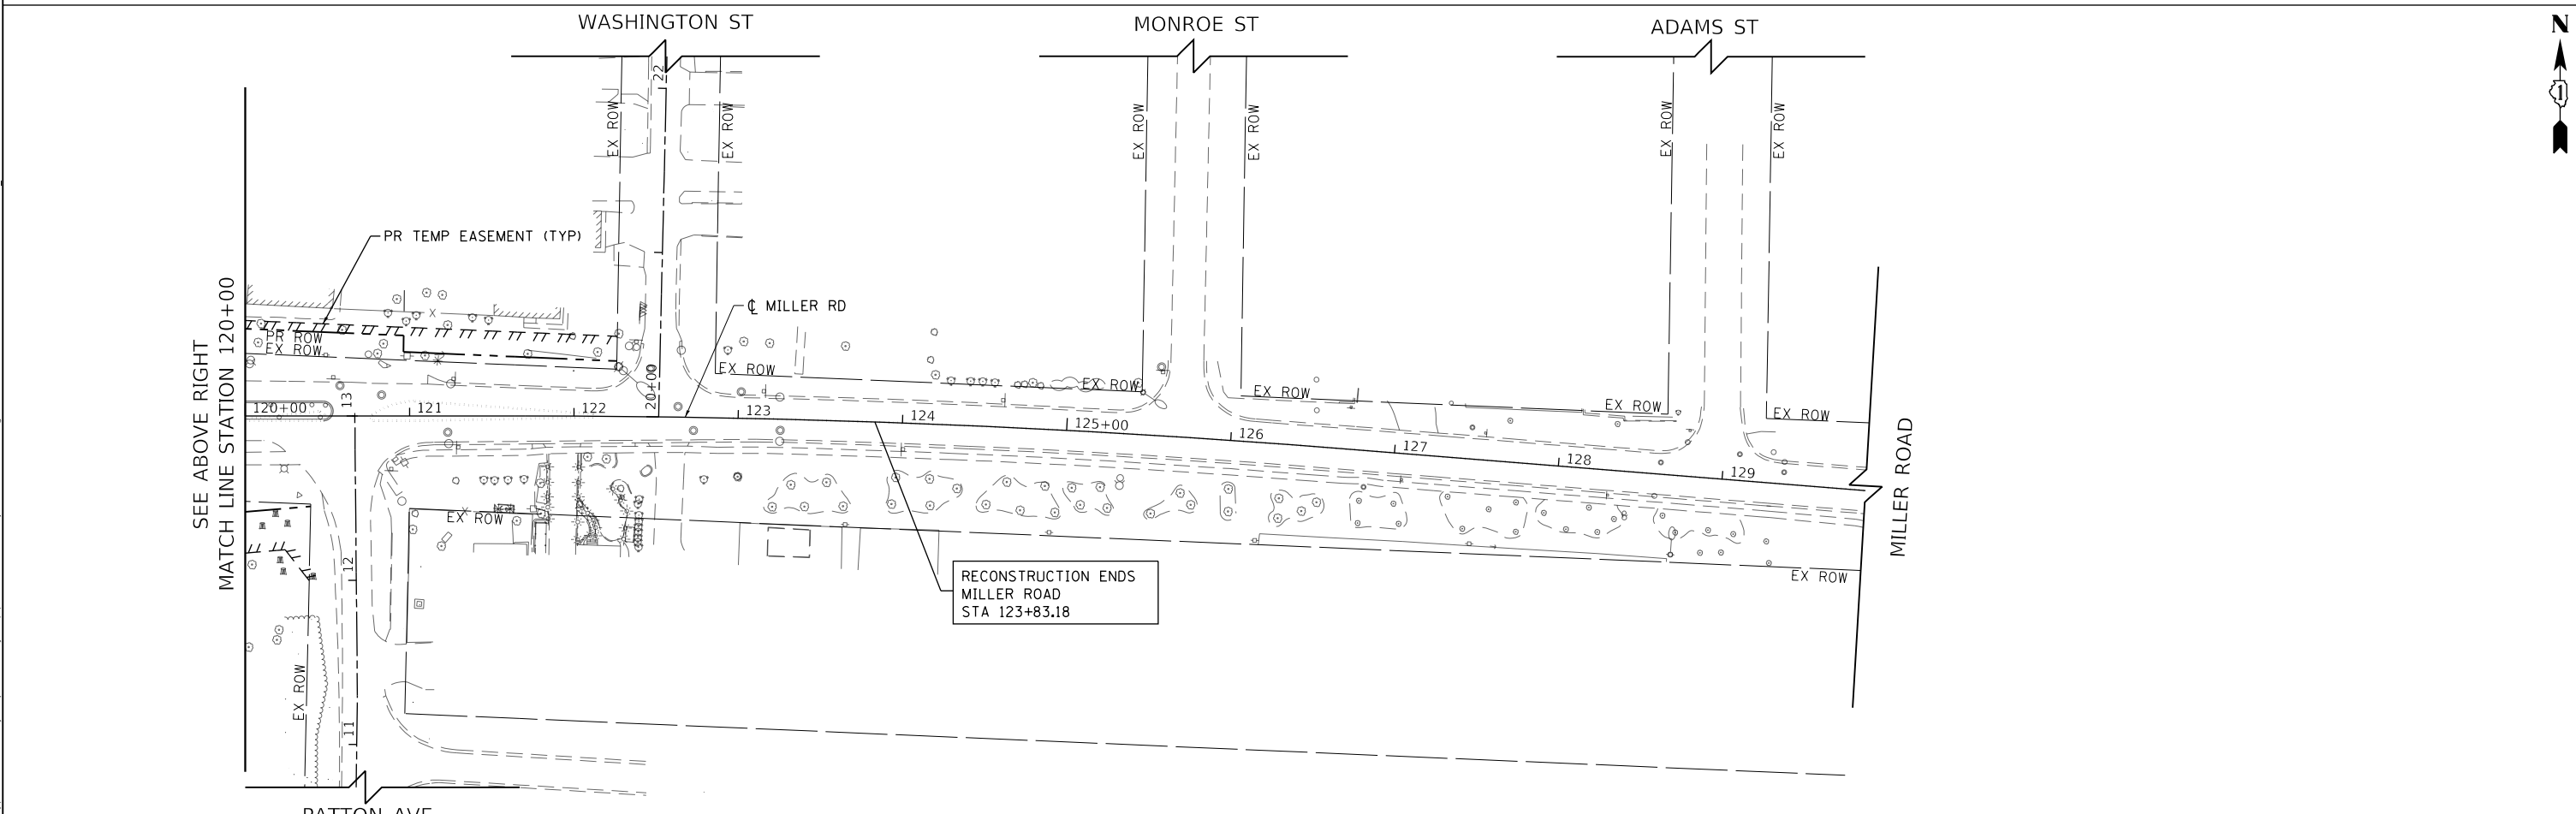 WASHINGTON ST
MONROE ST
ADAMS ST
N
1
22
EX ROW
EX ROW
EX ROW
EX ROW
EX ROW
EX ROW
PR TEMP EASEMENT (TYP)
℄ MILLER RD
SEE ABOVE RIGHT
MATCH LINE STATION 120+00
PR ROW
EX ROW
EX ROW
EX ROW
EX ROW
EX ROW
EX ROW
20+00
13
120+00
121
122
123
124
125+00
126
127
128
129
MILLER ROAD
EX ROW
12
EX ROW
RECONSTRUCTION ENDS
MILLER ROAD
STA 123+83.18
EX ROW
11
PATTON AVE